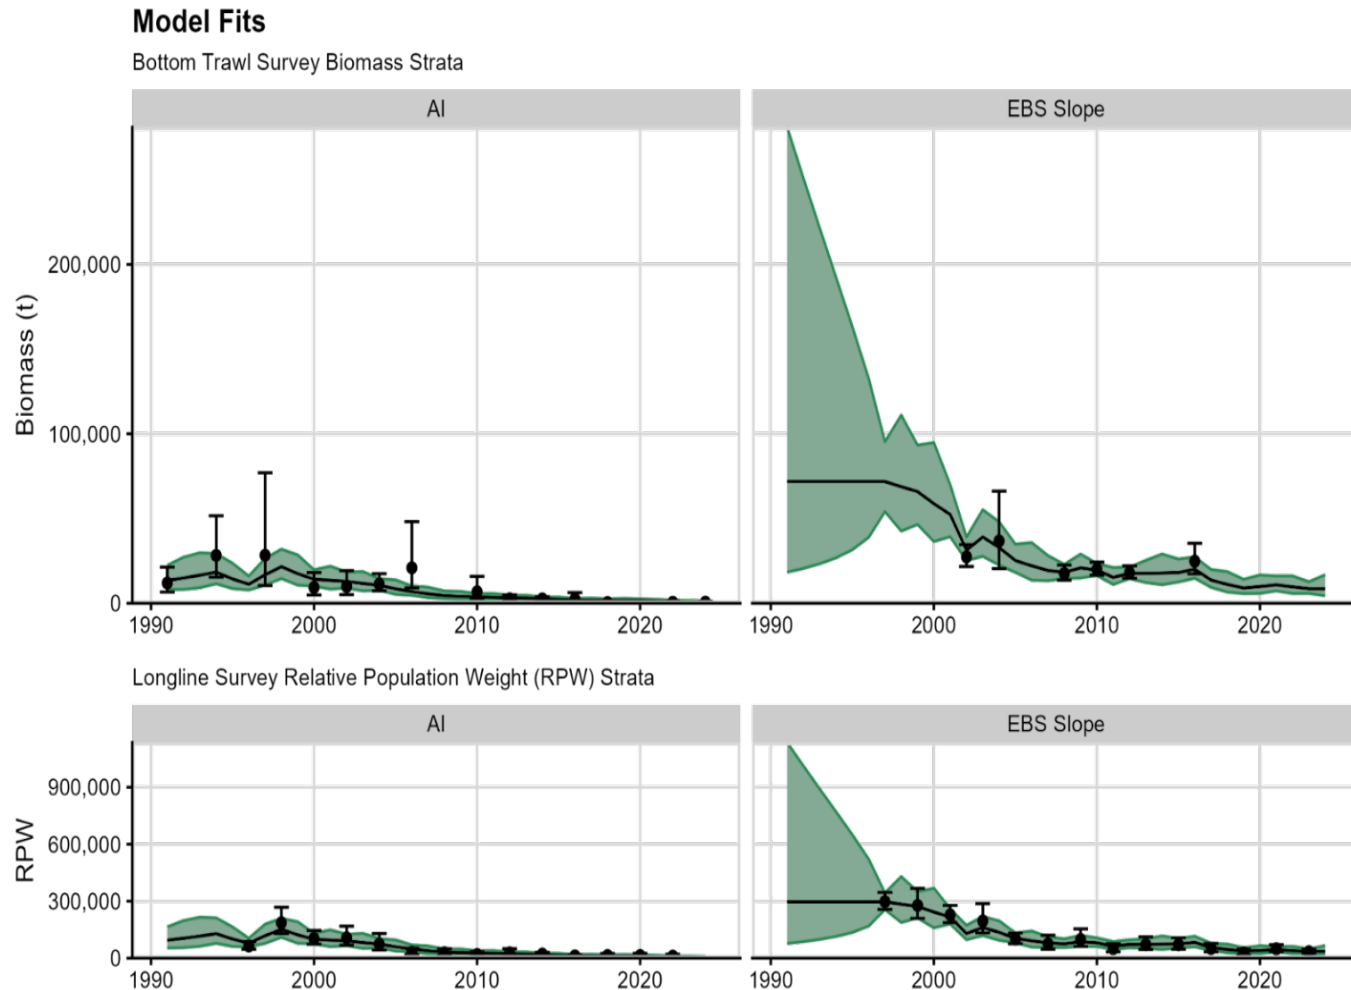 Model Fits
Bottom Trawl Survey Biomass Strata
AI
EBS Slope
Biomass (t)
200,000
100,000
0
1990
2000
2010
2020
1990
2000
2010
2020
Longline Survey Relative Population Weight (RPW) Strata
AI
EBS Slope
RPW
900,000
600,000
300,000
0
1990
2000
2010
2020
1990
2000
2010
2020